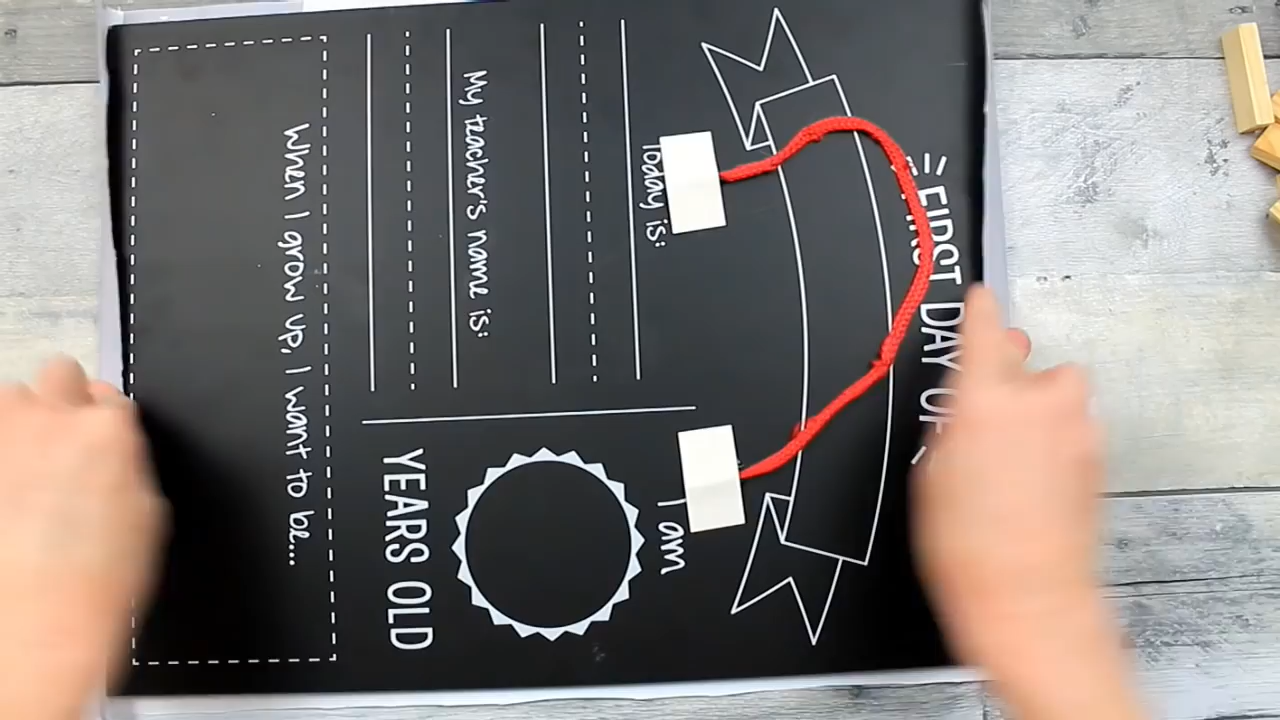 FIRST DAY OF
Today is:
My teacher's name is:
I am
YEARS OLD
When I grow up, I want to be...